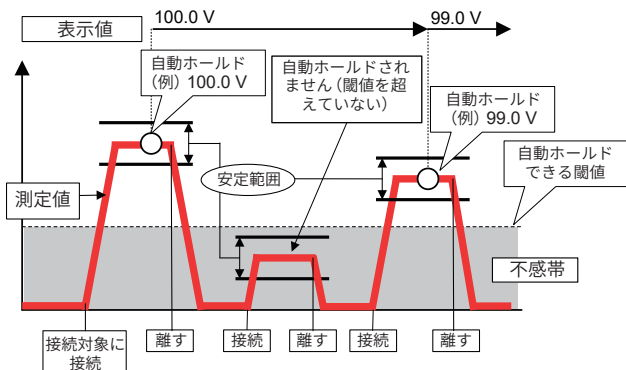 表示値
100.0 V
99.0 V
自動ホールド
（例）100.0 V
自動ホールドされ
ません（閾値を超
えていない）
自動ホールド
（例）99.0 V
自動ホールド
できる閾値
測定値
安定範囲
不感帯
接続対象に
接続
離す
接続
離す
接続
離す